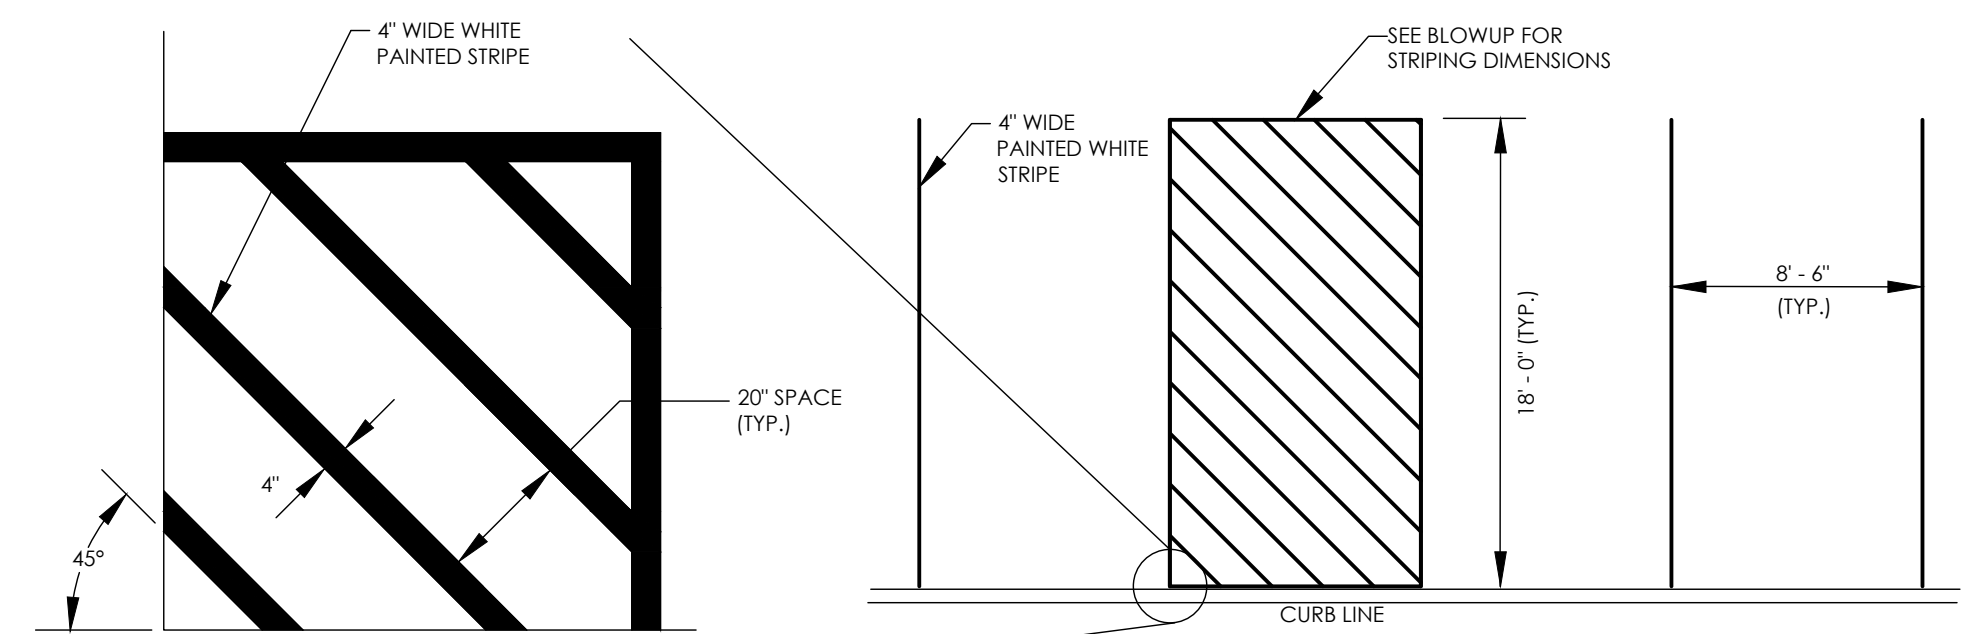 4" WIDE WHITE
PAINTED STRIPE
20" SPACE
(TYP.)
4"
45°
SEE BLOWUP FOR
STRIPING DIMENSIONS
4" WIDE
PAINTED WHITE
STRIPE
18' - 0" (TYP.)
8' - 6"
(TYP.)
CURB LINE